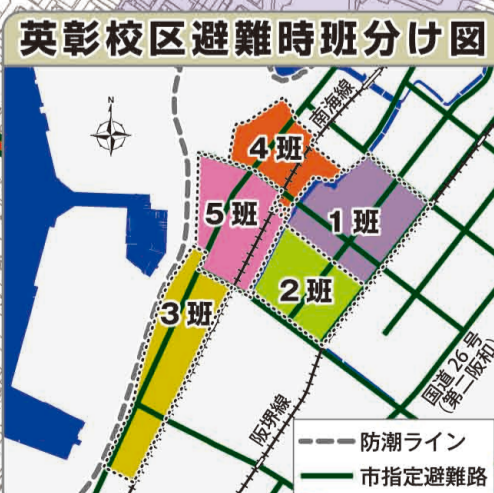 英彰校区避難時班分け図
N
南海線
4班
5班
1班
2班
3班
国道26号
(第二阪和)
阪堺線
防潮ライン
市指定避難路